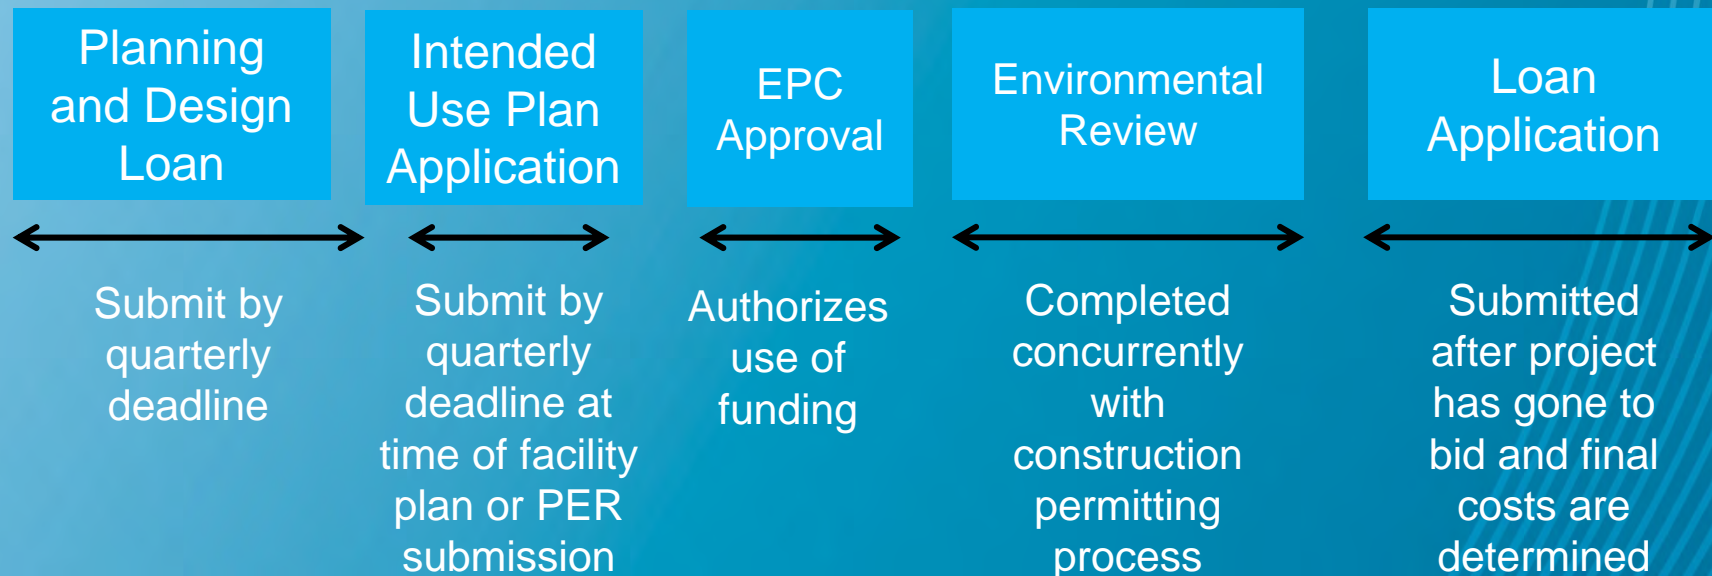 Planning
and Design
Loan
Intended
Use Plan
Application
EPC
Approval
Environmental
Review
Loan
Application
Submit by
quarterly
deadline
Submit by
quarterly
deadline at
time of facility
plan or PER
submission
Authorizes
use of
funding
Completed
concurrently
with
construction
permitting
process
Submitted
after project
has gone to
bid and final
costs are
determined